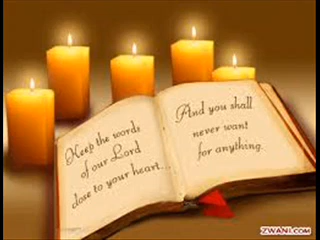 Keep the words
of our Lord
close to your heart...
And you shall
never want
for anything.
ZWANI.COM